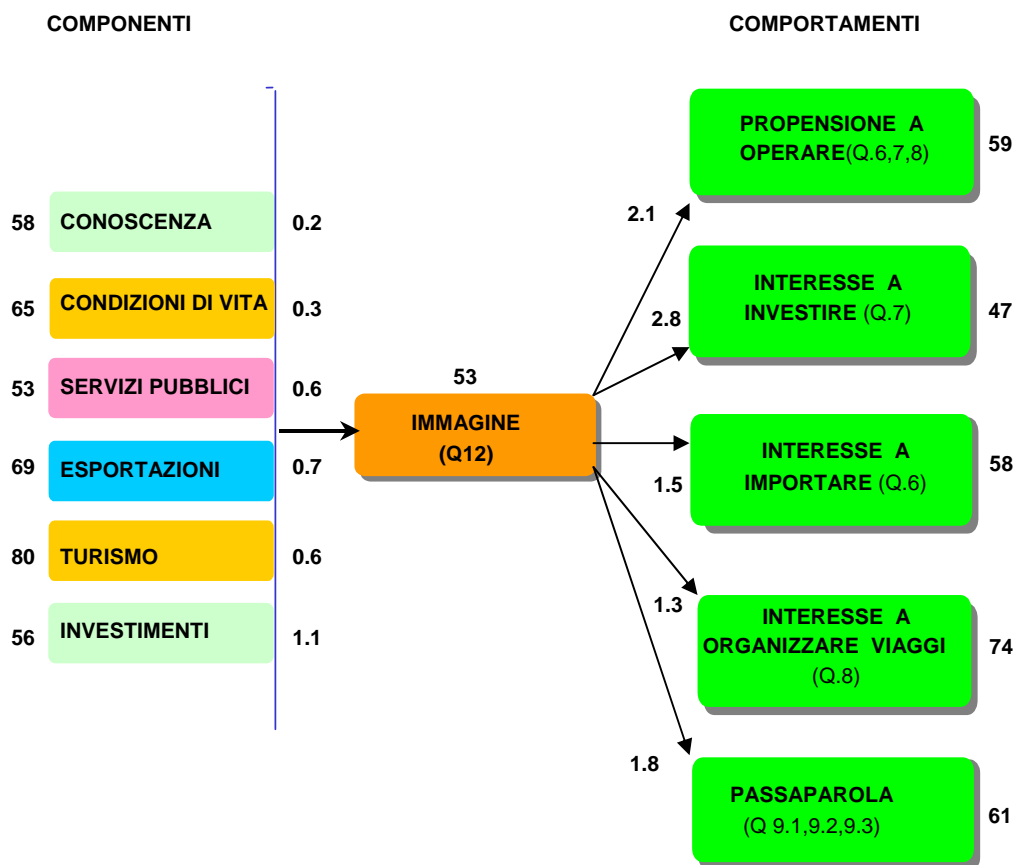 COMPONENTI
COMPORTAMENTI
PROPENSIONE A
OPERARE(Q.6,7,8)
59
2.1
58
CONOSCENZA
0.2
INTERESSE A
INVESTIRE (Q.7)
47
2.8
65
CONDIZIONI DI VITA
0.3
53
SERVIZI PUBBLICI
0.6
53
IMMAGINE
(Q12)
INTERESSE A
IMPORTARE (Q.6)
58
1.5
69
ESPORTAZIONI
0.7
80
TURISMO
0.6
1.3
INTERESSE A
ORGANIZZARE VIAGGI
(Q.8)
74
56
INVESTIMENTI
1.1
1.8
PASSAPAROLA
(Q 9.1,9.2,9.3)
61